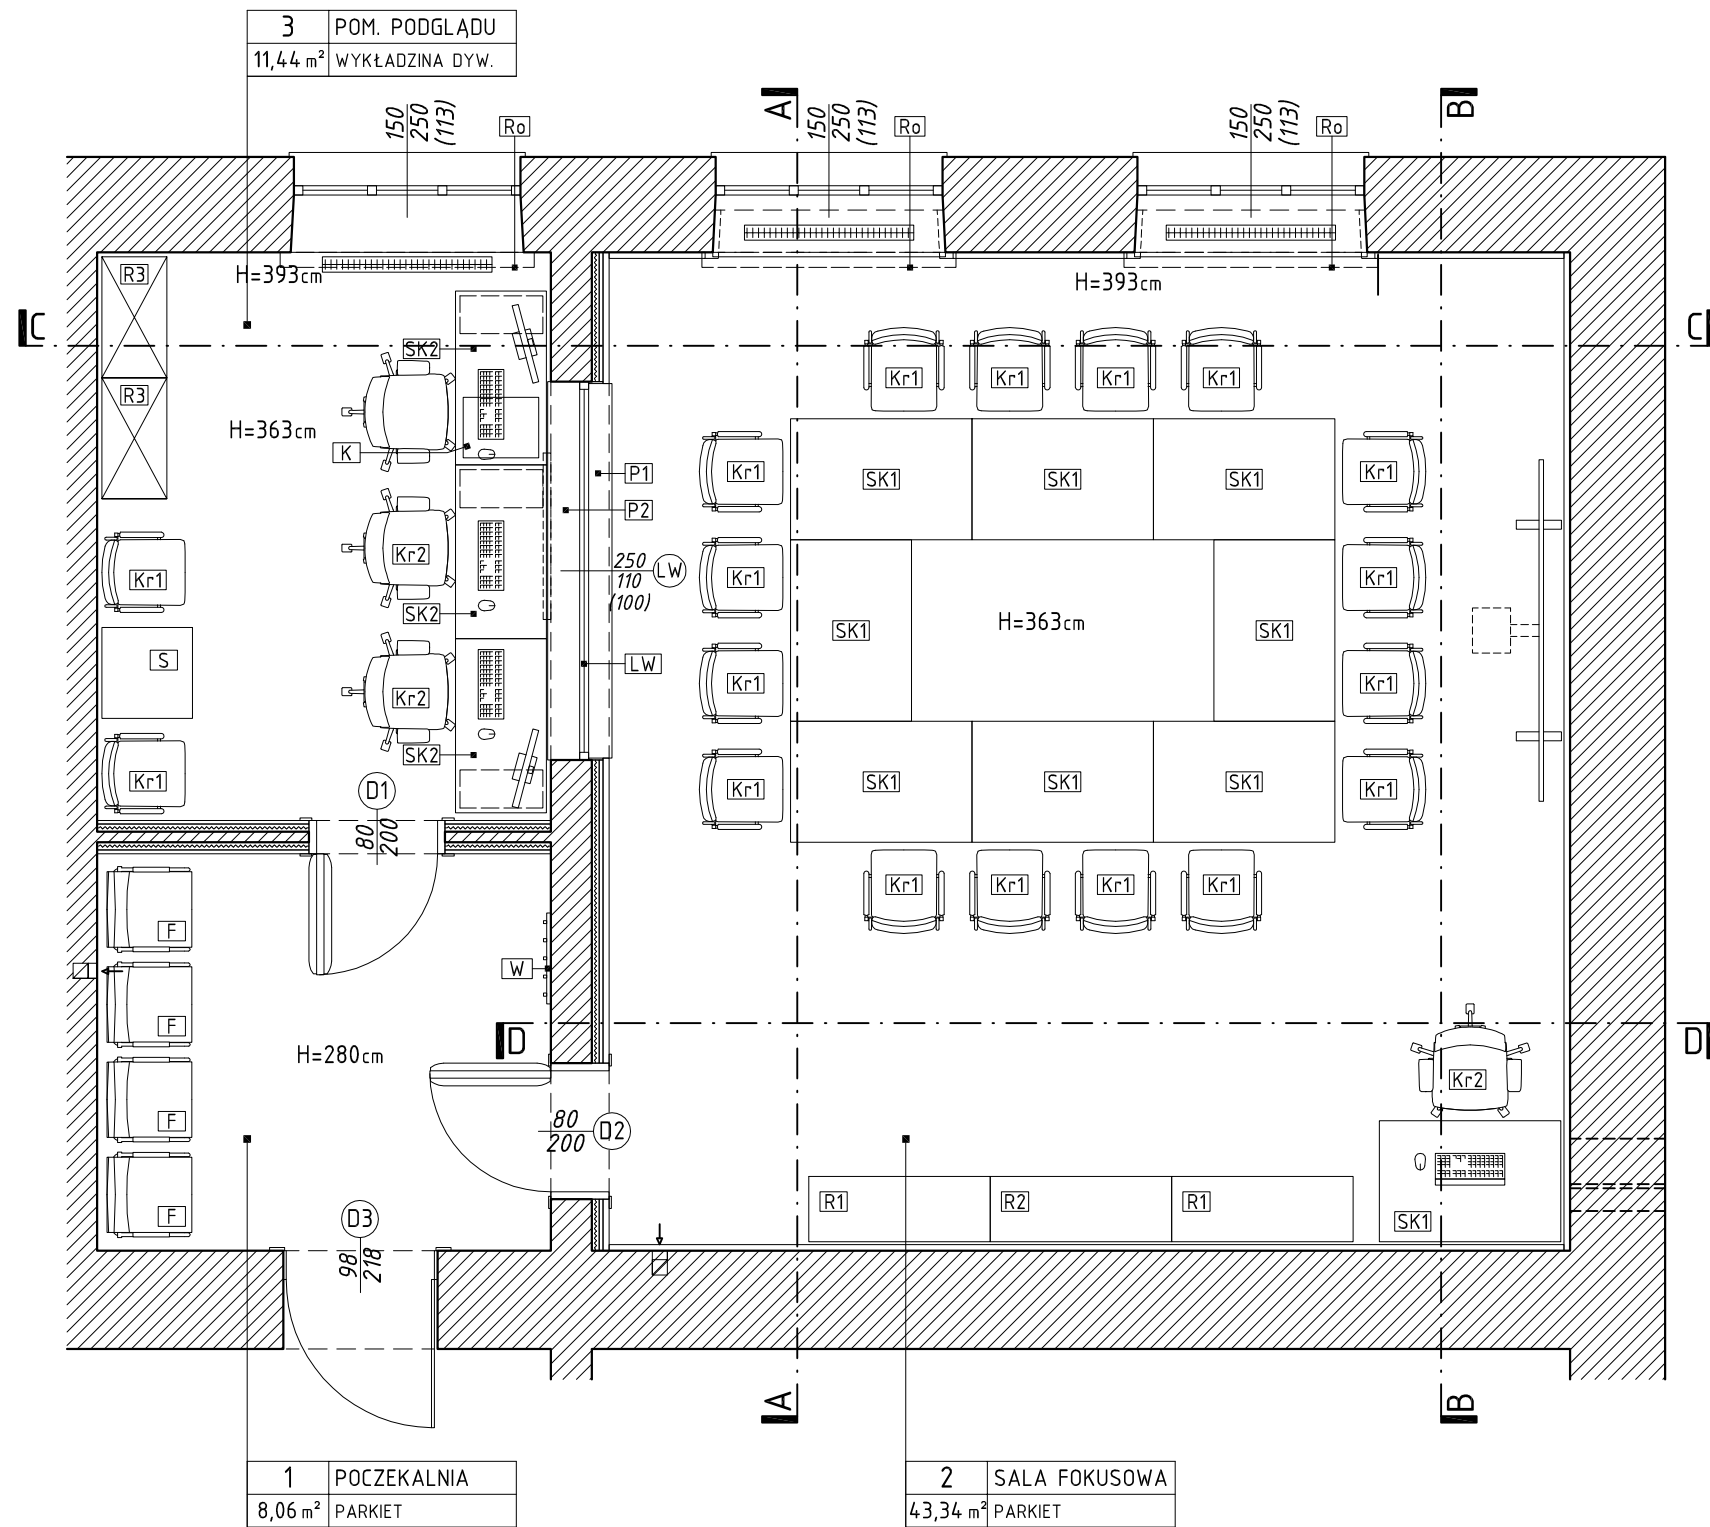 3 POM. PODGLĄDU
11,44 m² WYKŁADZINA DYW.
150
250
(113)
Ro
A
150
250
(113)
Ro
150
250
(113)
Ro
B
R3
H=393cm
H=393cm
C
C
SK2
Kr1 Kr1 Kr1 Kr1
R3
H=363cm
K
P1
Kr1 SK1 SK1 SK1 Kr1
P2
Kr2
250
110
(100)
LW
Kr1
Kr1
Kr1
SK2
H=363cm
SK1
SK1
S
LW
Kr2
Kr1
Kr1
SK2
Kr1
D1
80
200
Kr1 SK1 SK1 SK1 Kr1
Kr1 Kr1 Kr1 Kr1
F
W
F
D
D
H=280cm
Kr2
F
80
200
D2
F
D3
98
218
R1 R2 R1
SK1
A
B
1 POCZEKALNIA
8,06 m² PARKIET
2 SALA FOKUSOWA
43,34 m² PARKIET